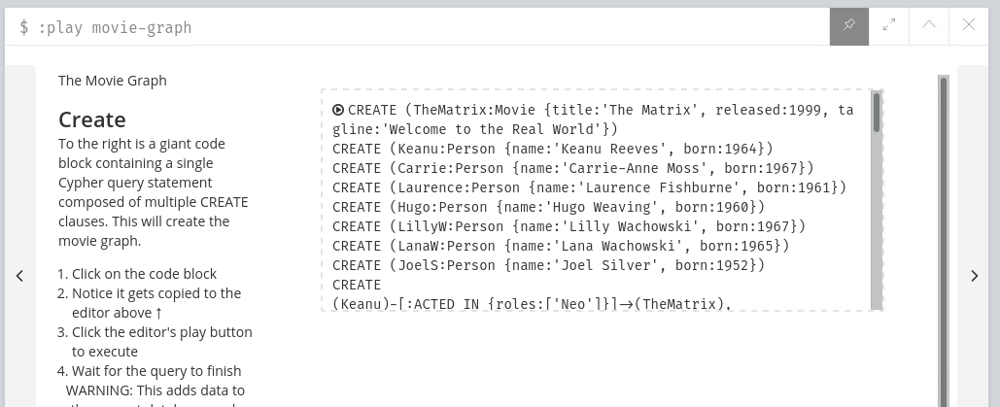 $ :play movie-graph
The Movie Graph
Create
To the right is a giant code
block containing a single
Cypher query statement
composed of multiple CREATE
clauses. This will create the
movie graph.
1. Click on the code block
2. Notice it gets copied to the
editor above ↑
3. Click the editor's play button
to execute
4. Wait for the query to finish
WARNING: This adds data to
CREATE (TheMatrix:Movie {title:'The Matrix', released:1999, ta
gline:'Welcome to the Real World'})
CREATE (Keanu:Person {name:'Keanu Reeves', born:1964})
CREATE (Carrie:Person {name:'Carrie-Anne Moss', born:1967})
CREATE (Laurence:Person {name:'Laurence Fishburne', born:1961})
CREATE (Hugo:Person {name:'Hugo Weaving', born:1960})
CREATE (LillyW:Person {name:'Lilly Wachowski', born:1967})
CREATE (LanaW:Person {name:'Lana Wachowski', born:1965})
CREATE (JoelS:Person {name:'Joel Silver', born:1952})
CREATE
(Keanu)-[:ACTED_IN {roles:['Neo']}]->(TheMatrix),